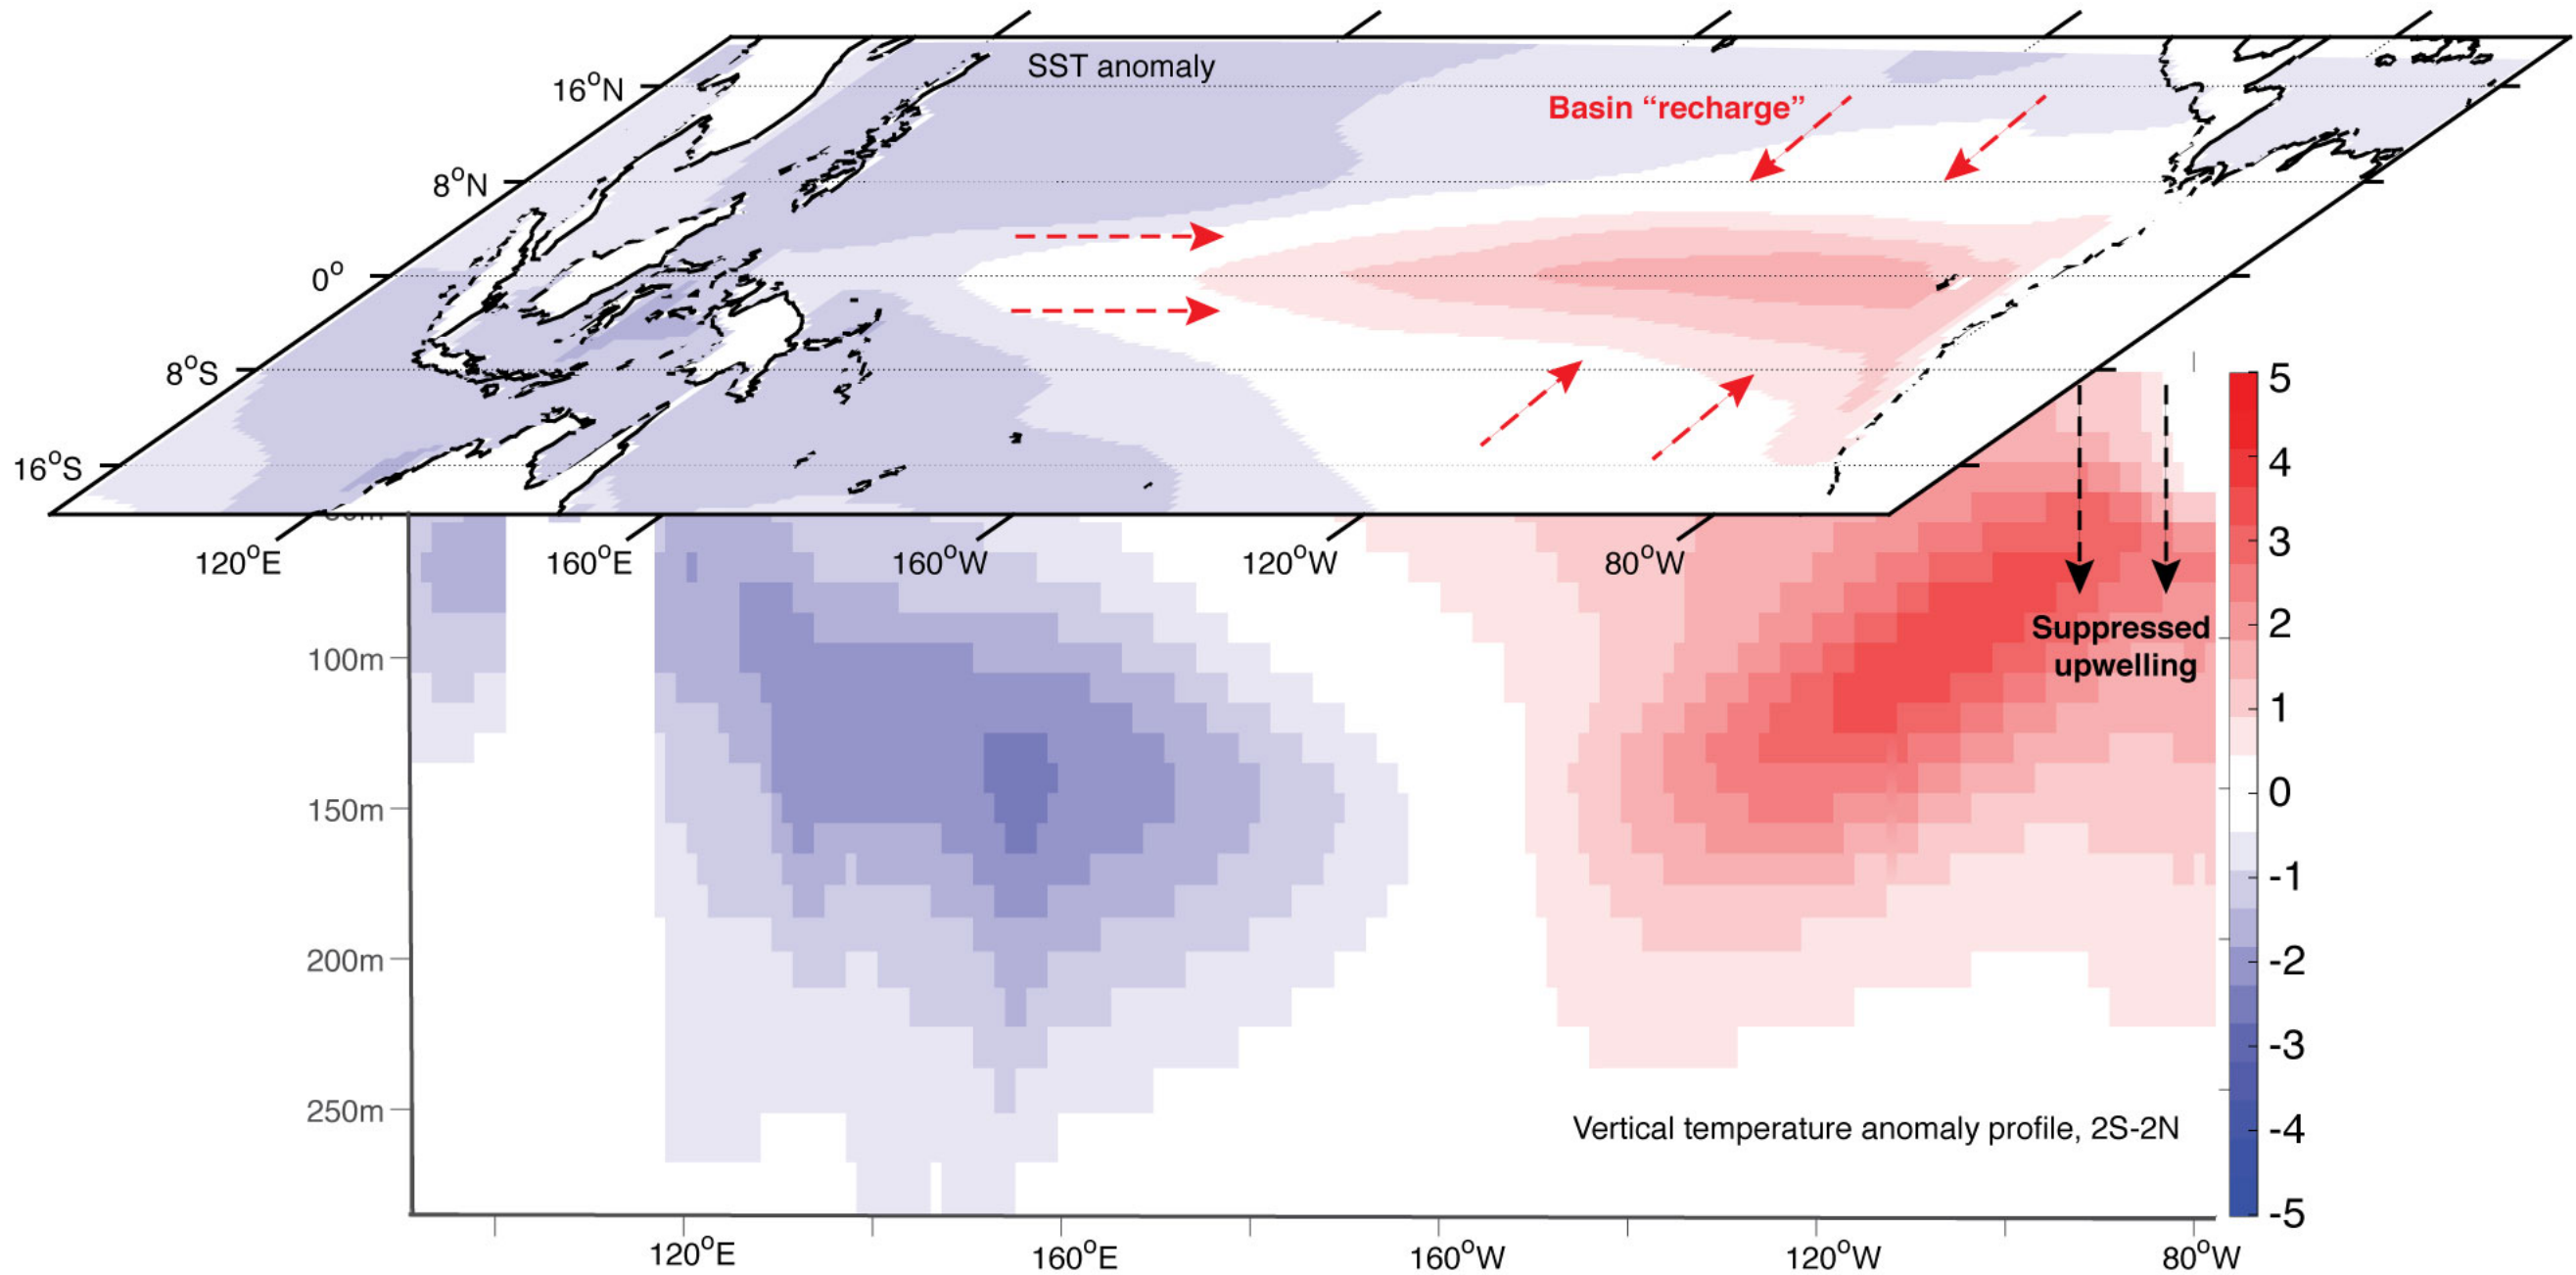 SST anomaly
16°N
Basin “recharge”
8°N
0°
8°S
16°S
120°E
160°E
160°W
120°W
80°W
5
4
3
2
1
0
-1
-2
-3
-4
-5
Suppressed
upwelling
100m
150m
200m
250m
Vertical temperature anomaly profile, 2S-2N
120°E
160°E
160°W
120°W
80°W